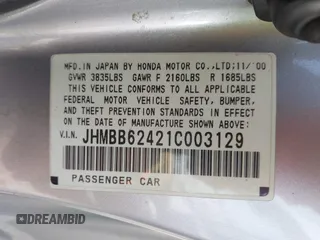 MFD.IN JAPAN BY HONDA MOTOR CO.,LTD;11/'00
GVWR 3835LBS GAWR F 2160LBS R 1685LBS
THIS VEHICLE CONFORMS TO ALL APPLICABLE
FEDERAL MOTOR VEHICLE SAFETY, BUMPER,
AND THEFT PREVENTION STANDARDS IN EFFECT
ON THE DATE OF MANUFACTURE SHOWN ABOVE.
V.I.N. JHMBB62421C003129
PASSENGER CAR
DREAMBID